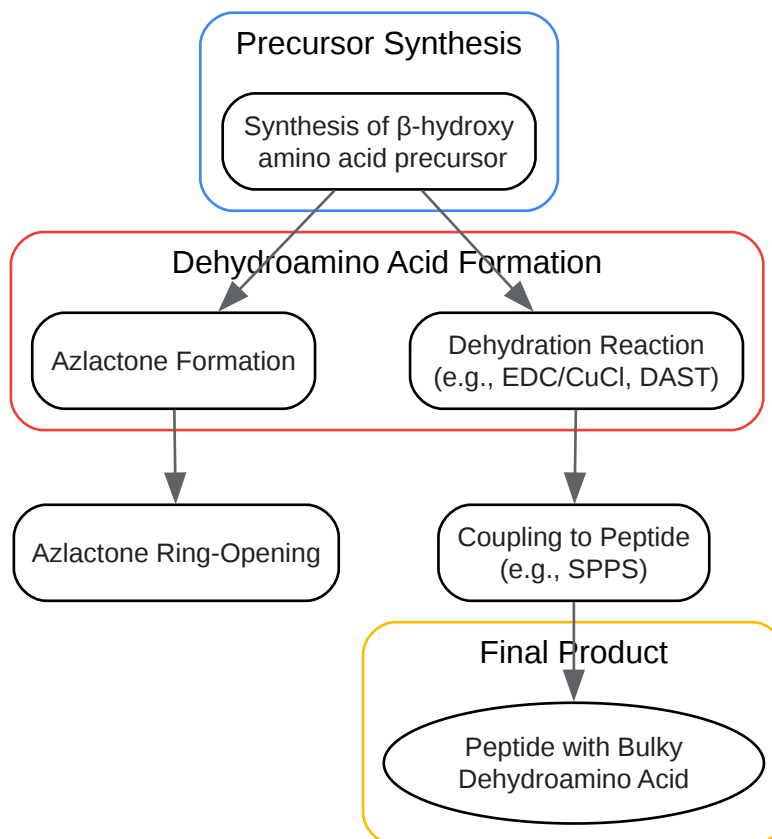 Precursor Synthesis
Synthesis of β-hydroxy
amino acid precursor
Dehydroamino Acid Formation
Azlactone Formation
Dehydration Reaction
(e.g., EDC/CuCl, DAST)
Azlactone Ring-Opening
Coupling to Peptide
(e.g., SPPS)
Final Product
Peptide with Bulky
Dehydroamino Acid